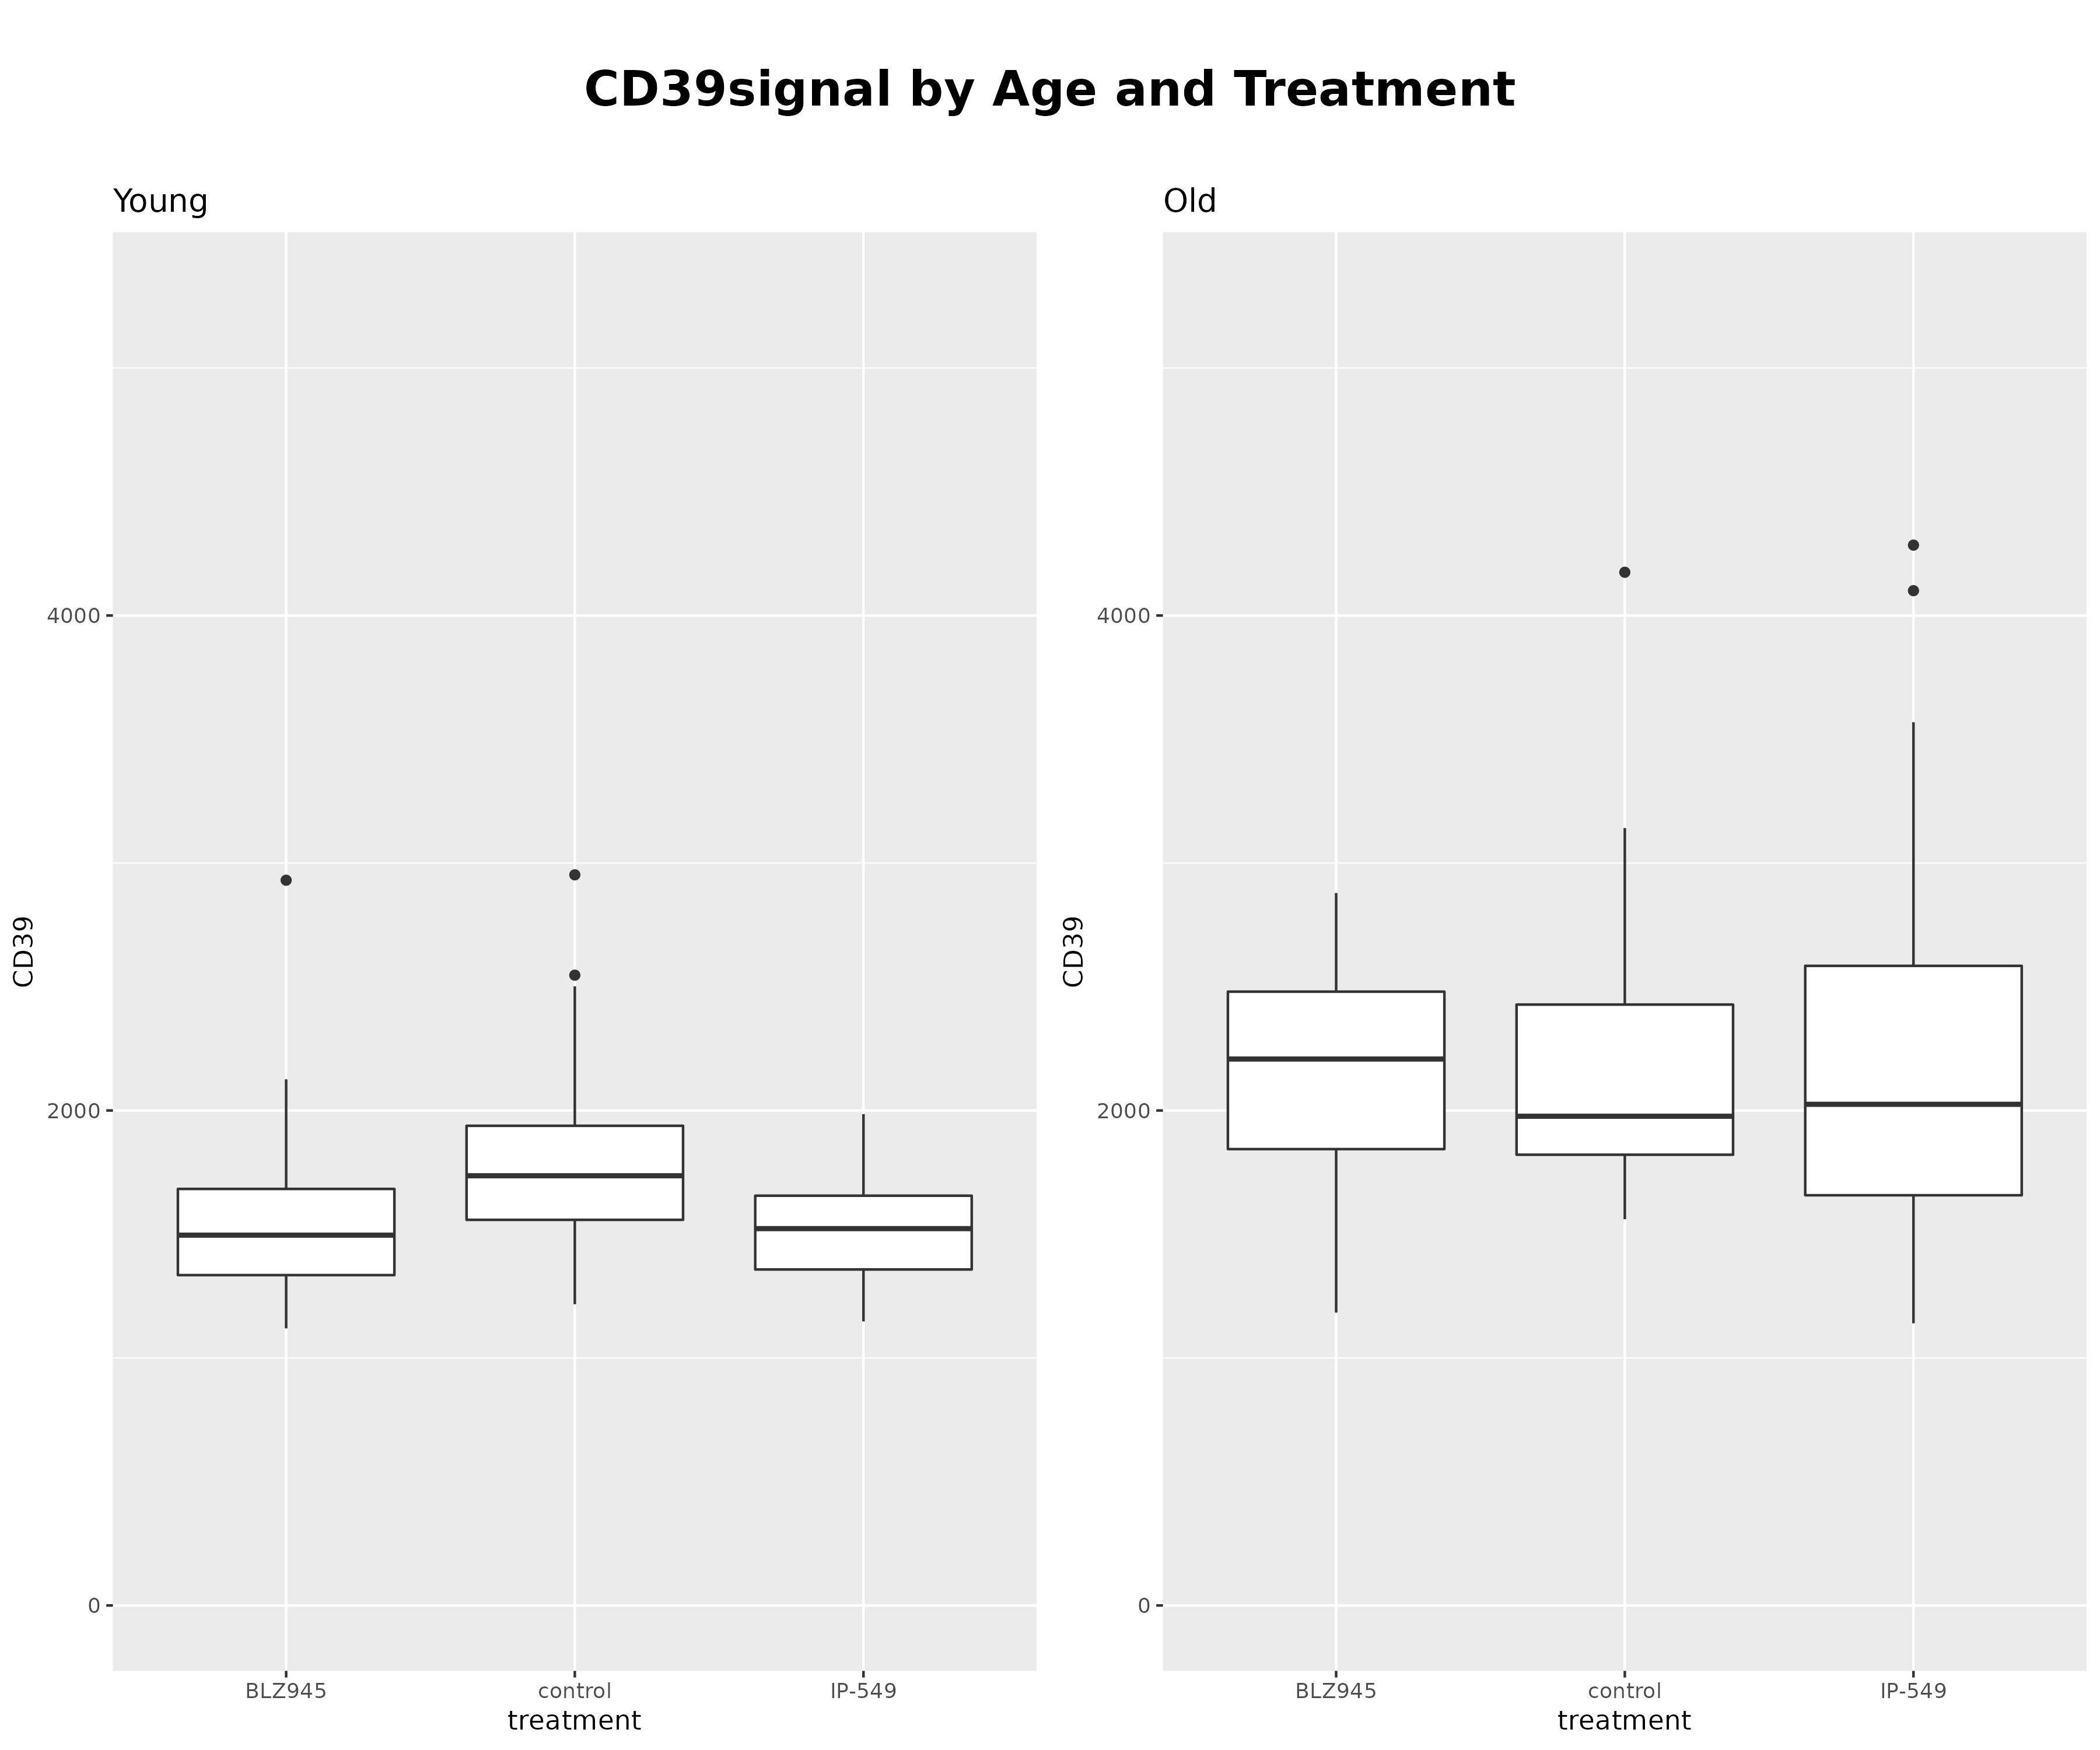 CD39signal by Age and Treatment
Young
CD39
4000
2000
0
BLZ945 control IP-549
treatment
Old
CD39
4000
2000
0
BLZ945 control IP-549
treatment